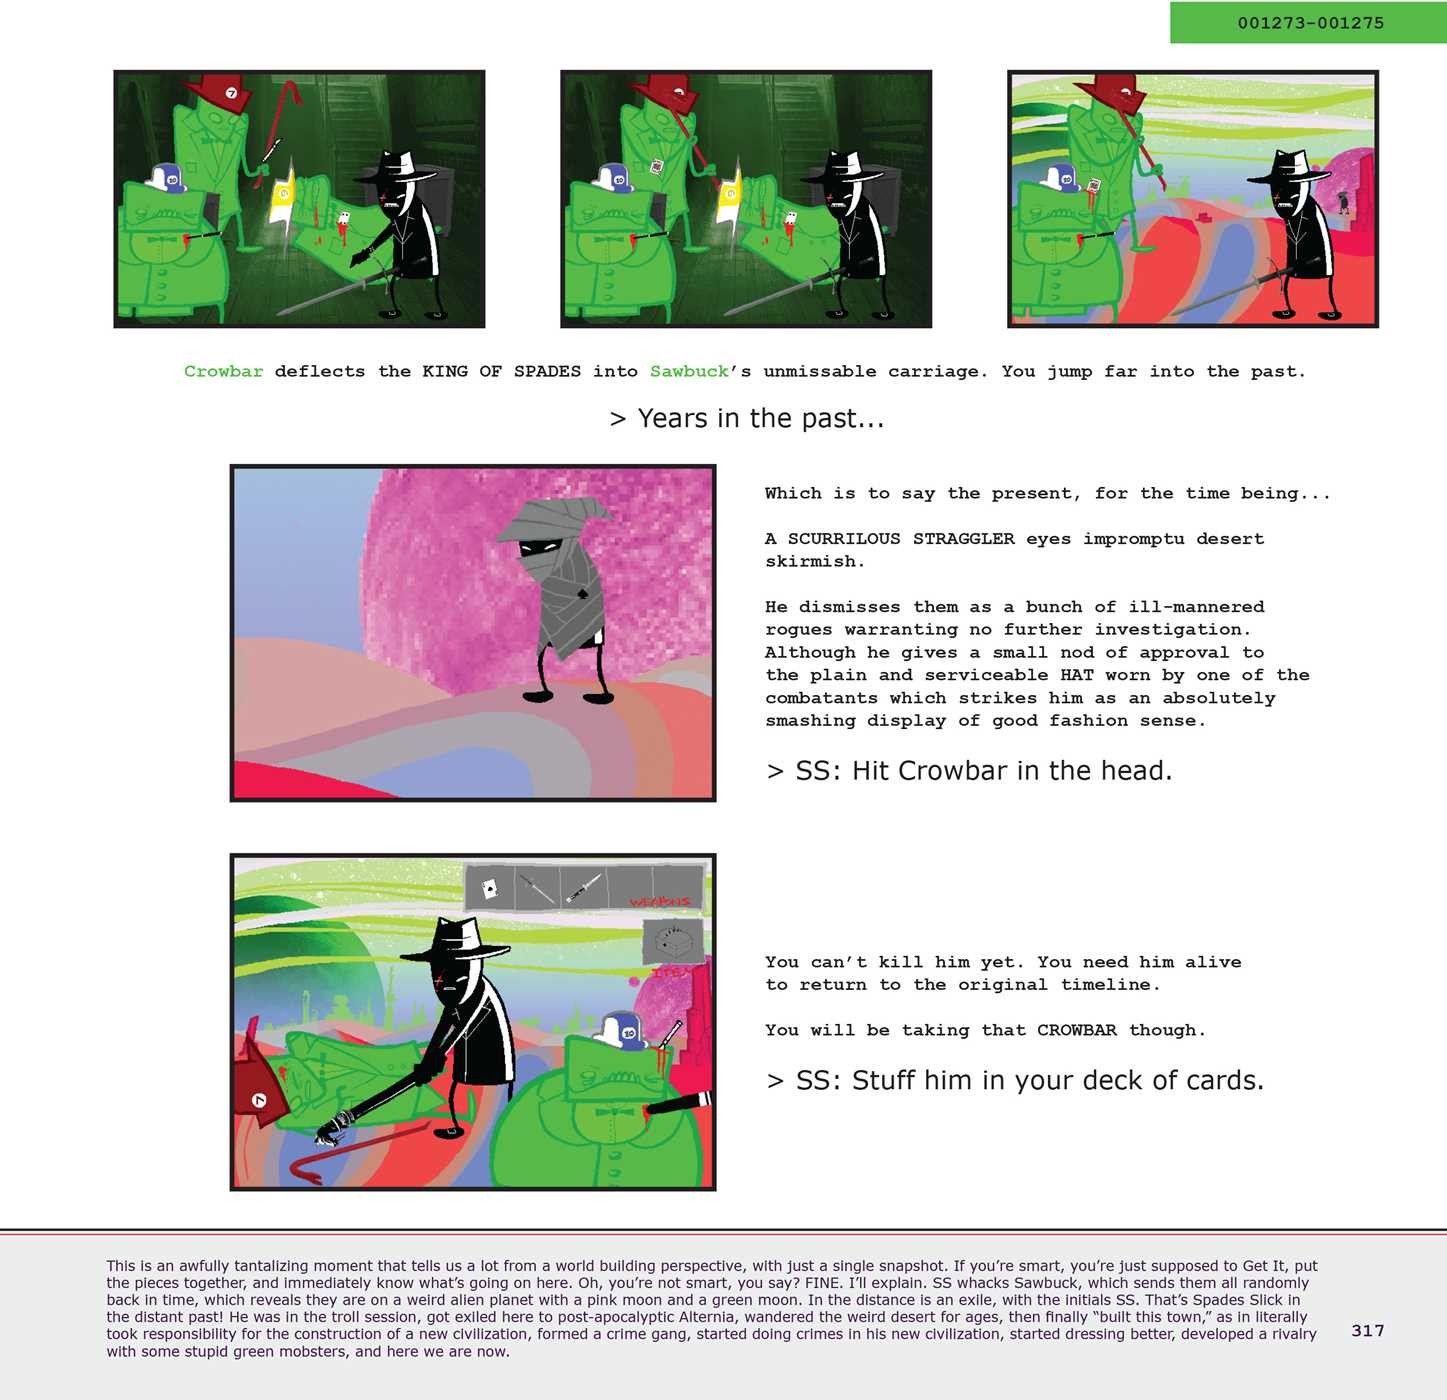 001273-001275
7
10
Crowbar deflects the KING OF SPADES into Sawbuck's unmissable carriage. You jump far into the past.
> Years in the past...
Which is to say the present, for the time being...
A SCURRILOUS STRAGGLER eyes impromptu desert
skirmish.
He dismisses them as a bunch of ill-mannered
rogues warranting no further investigation.
Although he gives a small nod of approval to
the plain and serviceable HAT worn by one of the
combatants which strikes him as an absolutely
smashing display of good fashion sense.
> SS: Hit Crowbar in the head.
WEAPONS
ITEM
10
7
You can't kill him yet. You need him alive
to return to the original timeline.
You will be taking that CROWBAR though.
> SS: Stuff him in your deck of cards.
This is an awfully tantalizing moment that tells us a lot from a world building perspective, with just a single snapshot. If you're smart, you're just supposed to Get It, put
the pieces together, and immediately know what's going on here. Oh, you're not smart, you say? FINE. I'll explain. SS whacks Sawbuck, which sends them all randomly
back in time, which reveals they are on a weird alien planet with a pink moon and a green moon. In the distance is an exile, with the initials SS. That's Spades Slick in
the distant past! He was in the troll session, got exiled here to post-apocalyptic Alternia, wandered the weird desert for ages, then finally “built this town,” as in literally
took responsibility for the construction of a new civilization, formed a crime gang, started doing crimes in his new civilization, started dressing better, developed a rivalry
with some stupid green mobsters, and here we are now.
317